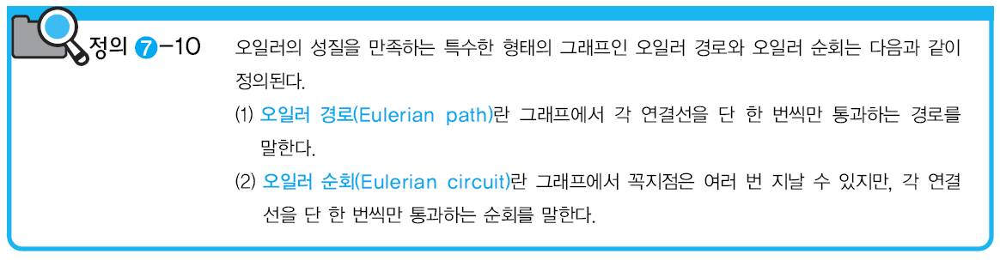 정의 7-10
오일러의 성질을 만족하는 특수한 형태의 그래프인 오일러 경로와 오일러 순회는 다음과 같이
정의된다.
(1) 오일러 경로(Eulerian path)란 그래프에서 각 연결선을 단 한 번씩만 통과하는 경로를
말한다.
(2) 오일러 순회(Eulerian circuit)란 그래프에서 꼭지점은 여러 번 지날 수 있지만, 각 연결
선을 단 한 번씩만 통과하는 순회를 말한다.